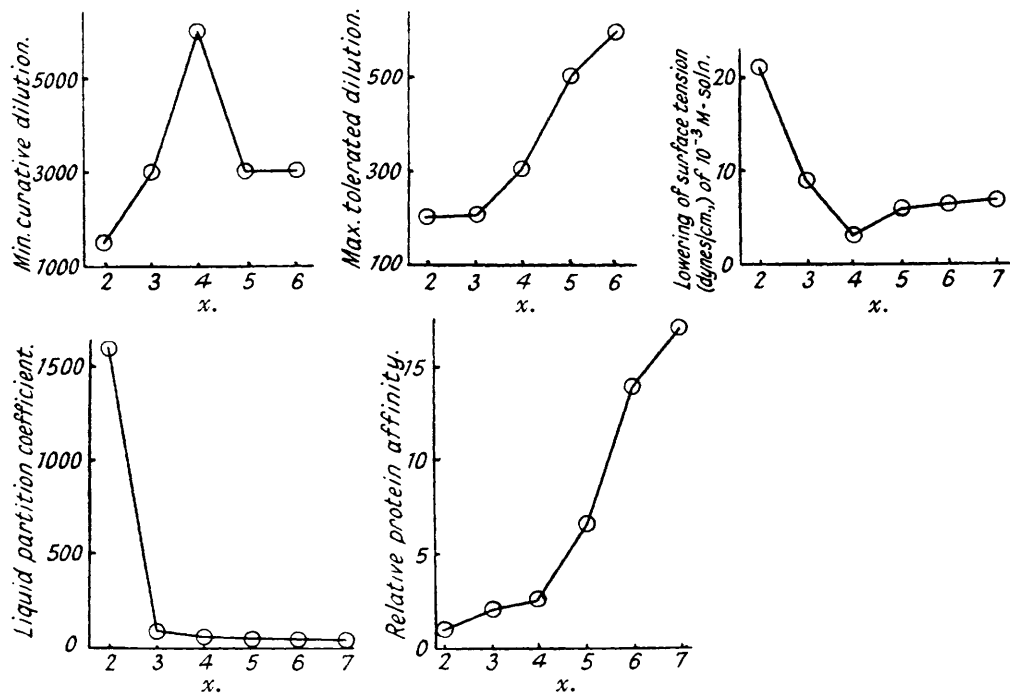 Min. curative dilution.
5000
3000
1000
2 3 4 5 6
x.
Max. tolerated dilution.
500
300
100
2 3 4 5 6
x.
Lowering of surface tension
(dynes/cm.,) of 10⁻³ M· soln.
20
10
0
2 3 4 5 6 7
x.
Liquid partition coefficient.
1500
1000
500
0
2 3 4 5 6 7
x.
Relative protein affinity.
15
10
5
0
2 3 4 5 6 7
x.